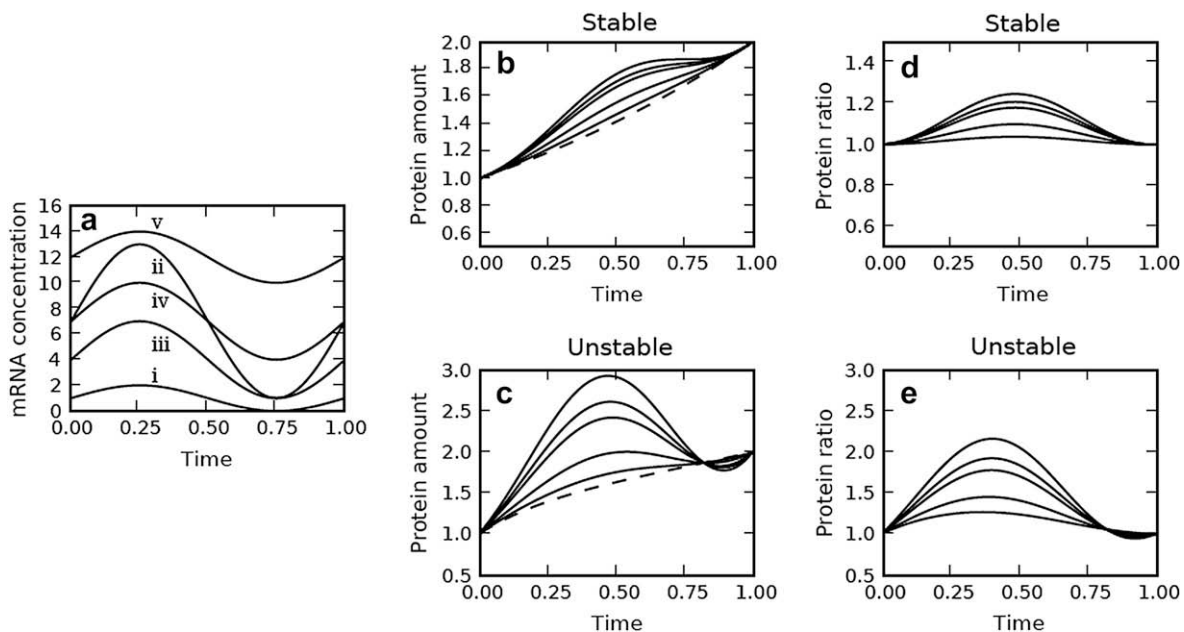 a
mRNA concentration
16
14
12
10
8
6
4
2
0
v
ii
iv
iii
i
0.00 0.25 0.50 0.75 1.00
Time
Stable
b
Protein amount
2.0
1.8
1.6
1.4
1.2
1.0
0.8
0.6
0.00 0.25 0.50 0.75 1.00
Time
Stable
d
Protein ratio
1.4
1.2
1.0
0.8
0.6
0.00 0.25 0.50 0.75 1.00
Time
Unstable
c
Protein amount
3.0
2.5
2.0
1.5
1.0
0.5
0.00 0.25 0.50 0.75 1.00
Time
Unstable
e
Protein ratio
3.0
2.5
2.0
1.5
1.0
0.5
0.00 0.25 0.50 0.75 1.00
Time